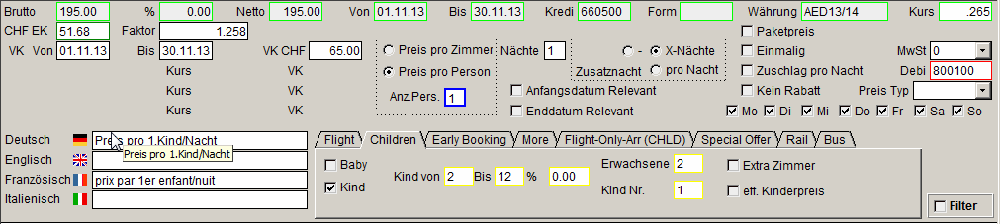 Brutto 195.00 % 0.00 Netto 195.00 Von 01.11.13 Bis 30.11.13 Kredi 660500 Form Währung AED13/14 Kurs .265
CHF EK 51.68 Faktor 1.258 Paketpreis
VK Von 01.11.13 Bis 30.11.13 VK CHF 65.00 Preis pro Zimmer Nächte 1 - X-Nächte Einmalig MwSt 0
Kurs VK Preis pro Person Zusatznacht pro Nacht Zuschlag pro Nacht Debi 800100
Kurs VK Anz.Pers. 1 Anfangsdatum Relevant Kein Rabatt Preis Typ
Kurs VK Enddatum Relevant Mo Di Mi Do Fr Sa So
Deutsch Preis pro 1.Kind/Nacht Flight Children Early Booking More Flight-Only-Arr (CHLD) Special Offer Rail Bus
Preis pro 1.Kind/Nacht
Englisch Baby Erwachsene 2 Extra Zimmer
Französisch prix par 1er enfant/nuit Kind Kind von 2 Bis 12 % 0.00 Kind Nr. 1 eff. Kinderpreis
Italienisch Filter